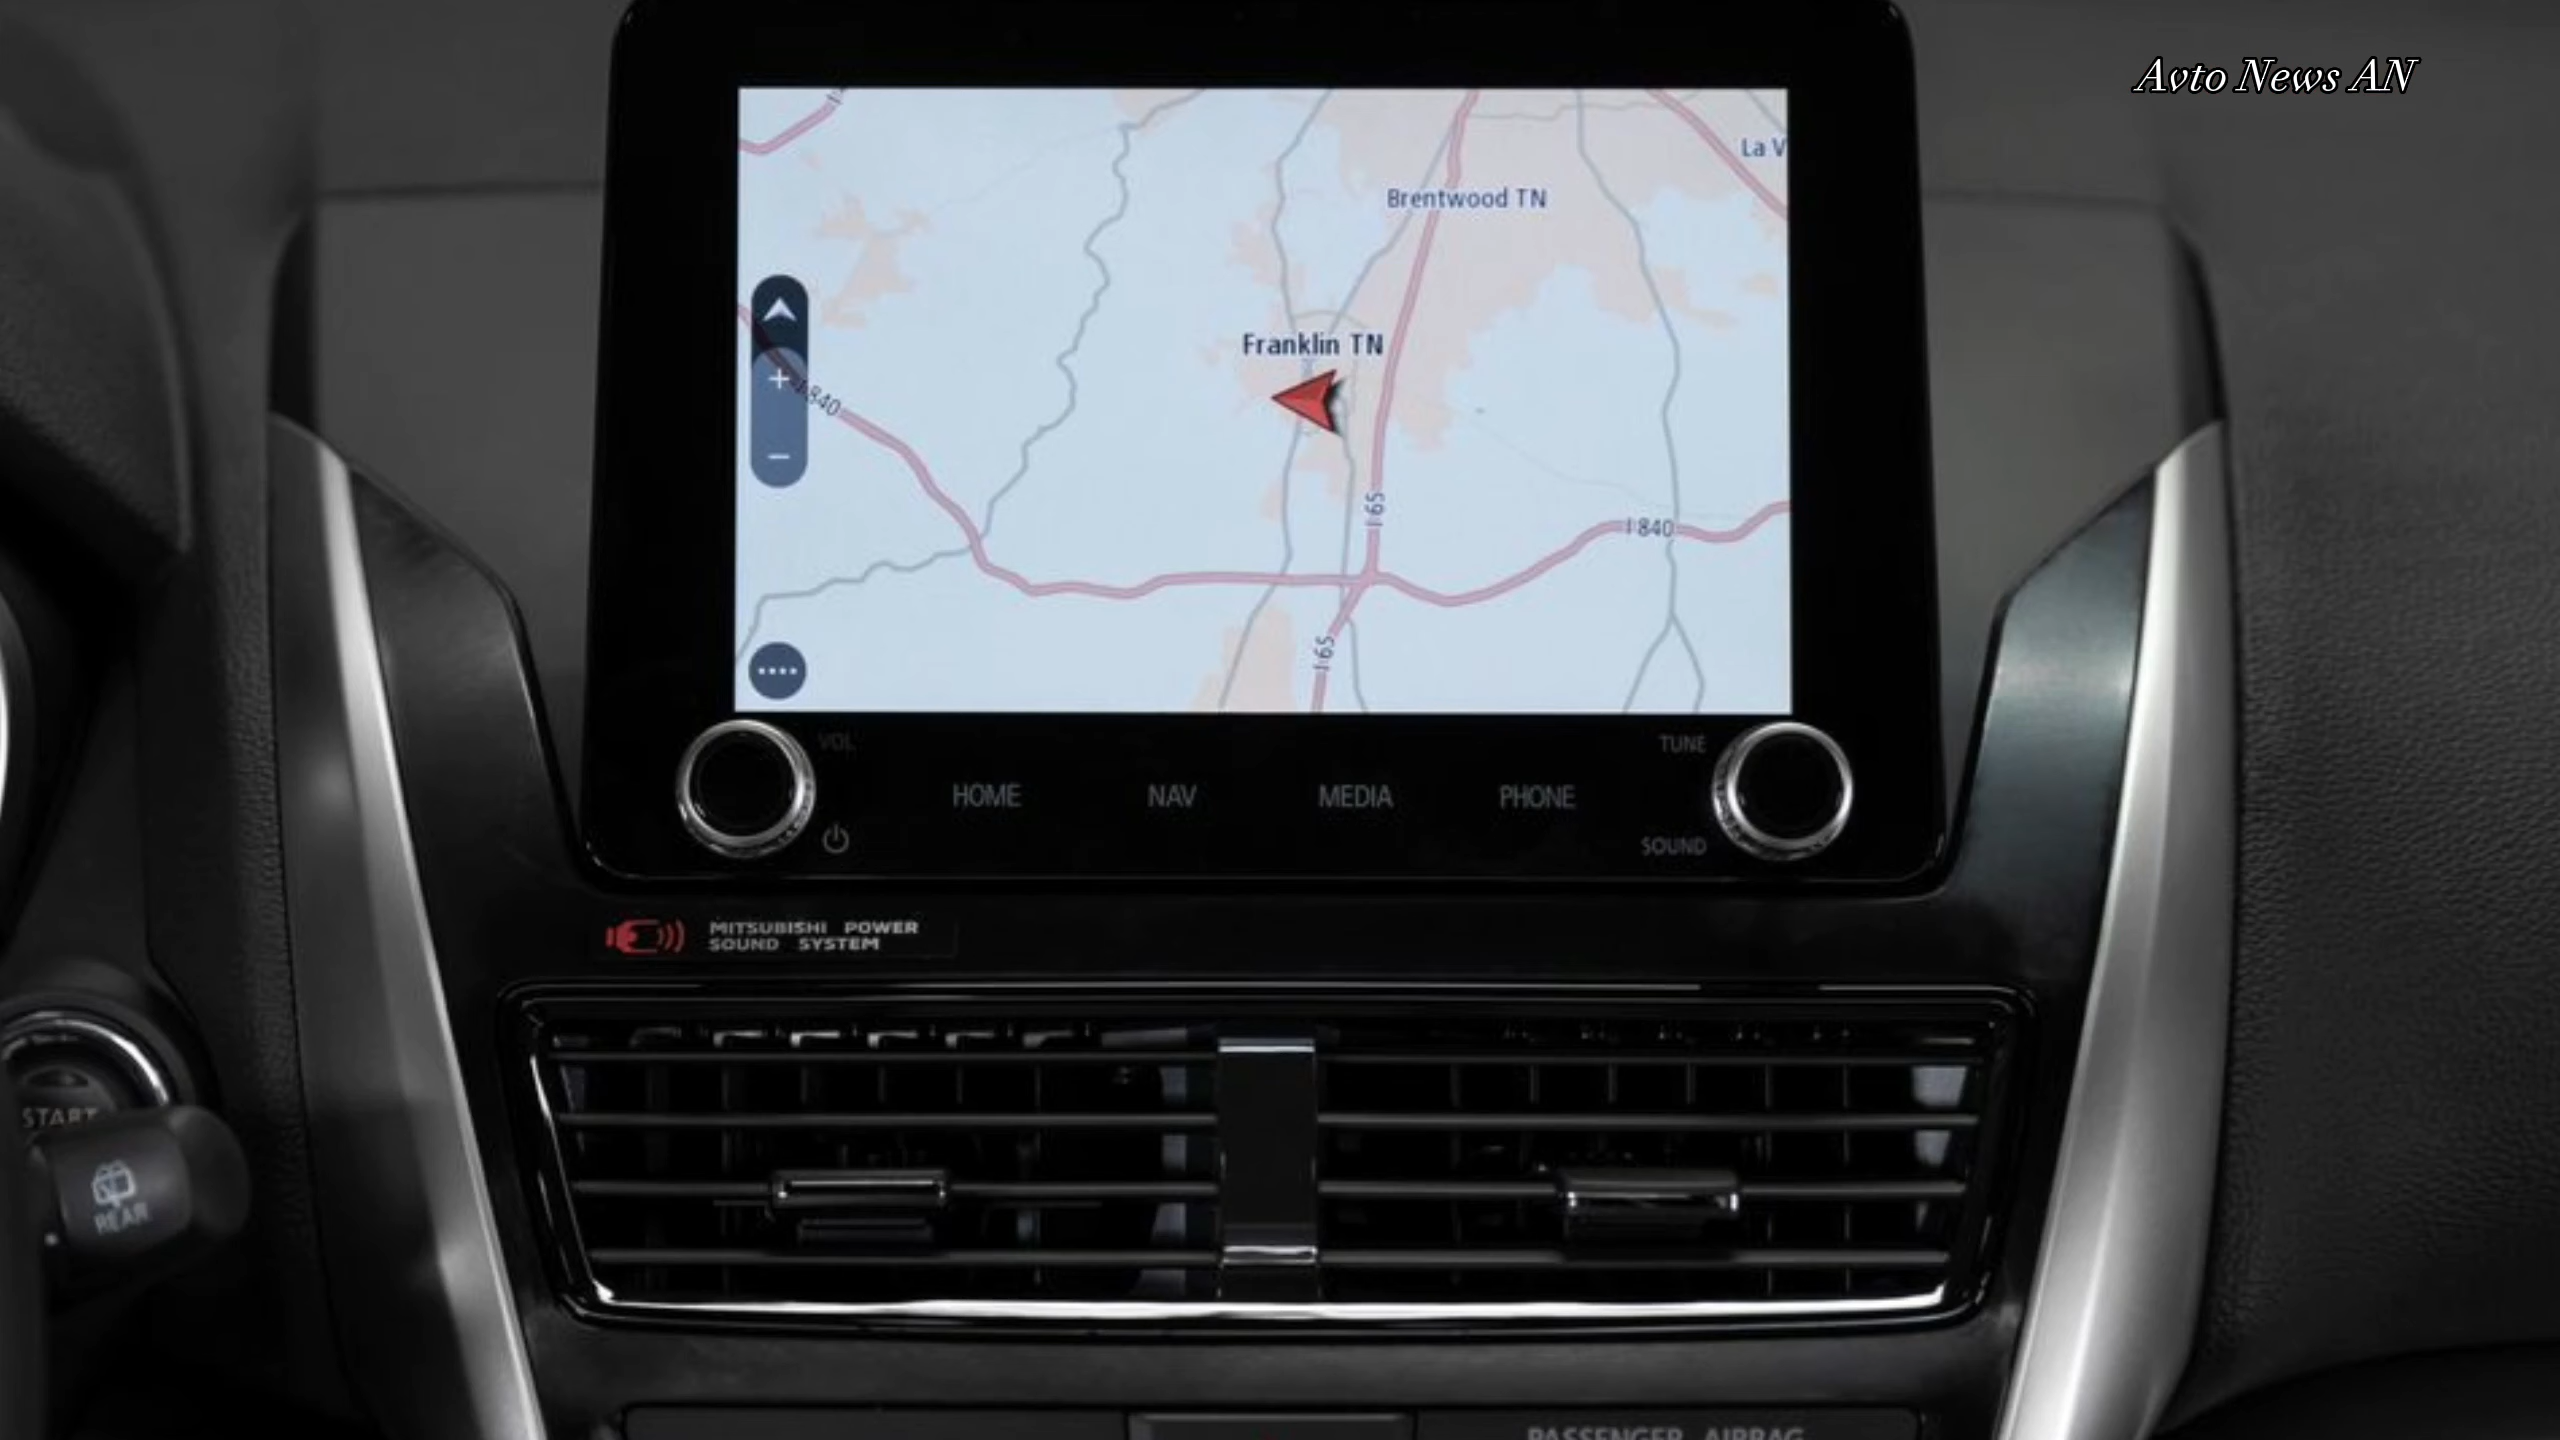 Avto News AN
La V
Brentwood TN
Franklin TN
I 840
I 65
I 840
I 65
VOL
TUNE
HOME
NAV
MEDIA
PHONE
SOUND
MITSUBISHI POWER
SOUND SYSTEM
START
REAR
PASSENGER AIRBAG